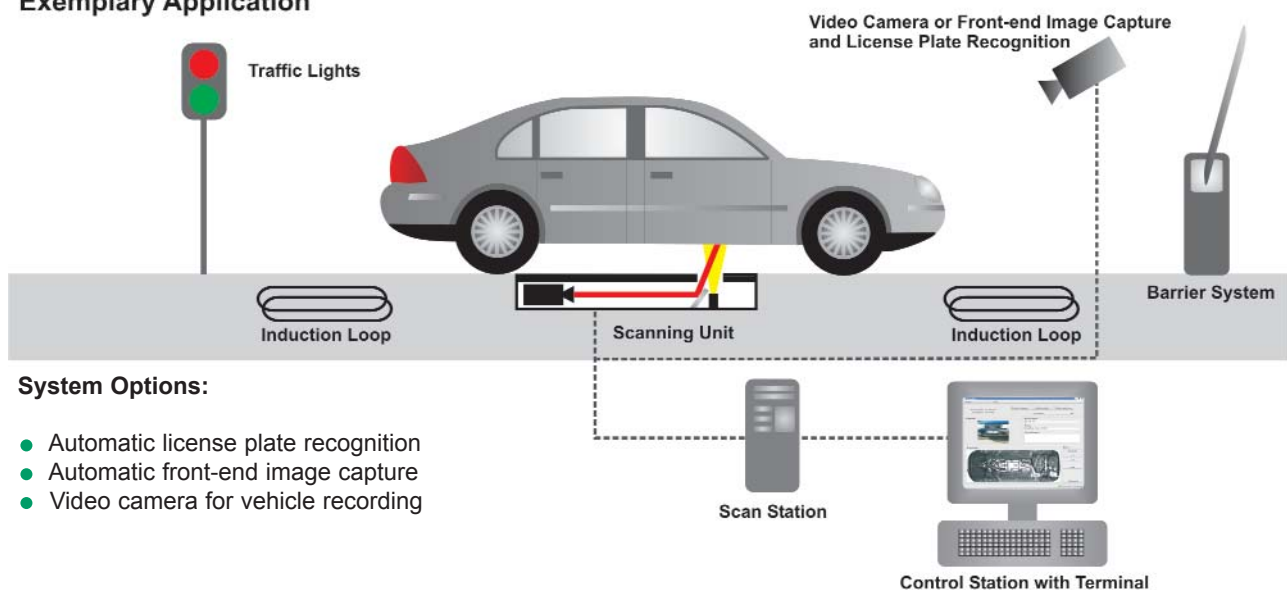 Exemplary Application
Video Camera or Front-end Image Capture
and License Plate Recognition
Traffic Lights
Barrier System
Induction Loop
Scanning Unit
Induction Loop
System Options:
Automatic license plate recognition
Automatic front-end image capture
Video camera for vehicle recording
Scan Station
Control Station with Terminal